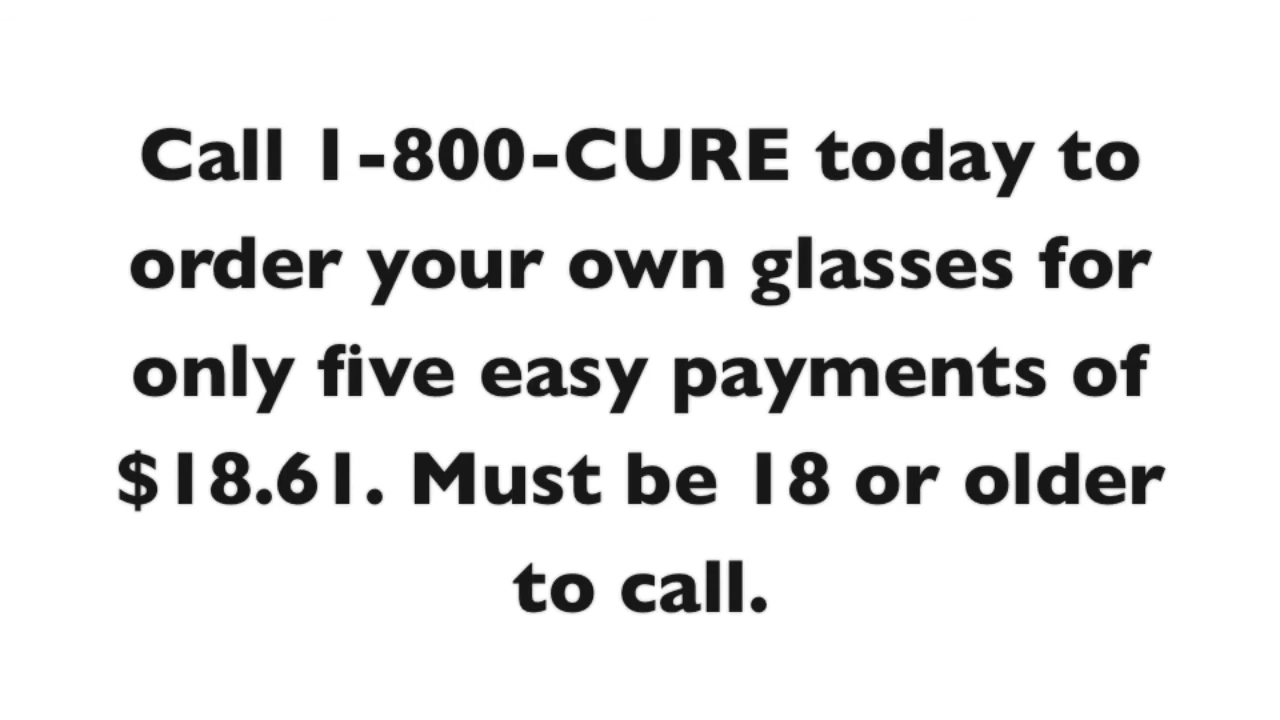 Call 1-800-CURE today to
order your own glasses for
only five easy payments of
$18.61. Must be 18 or older
to call.